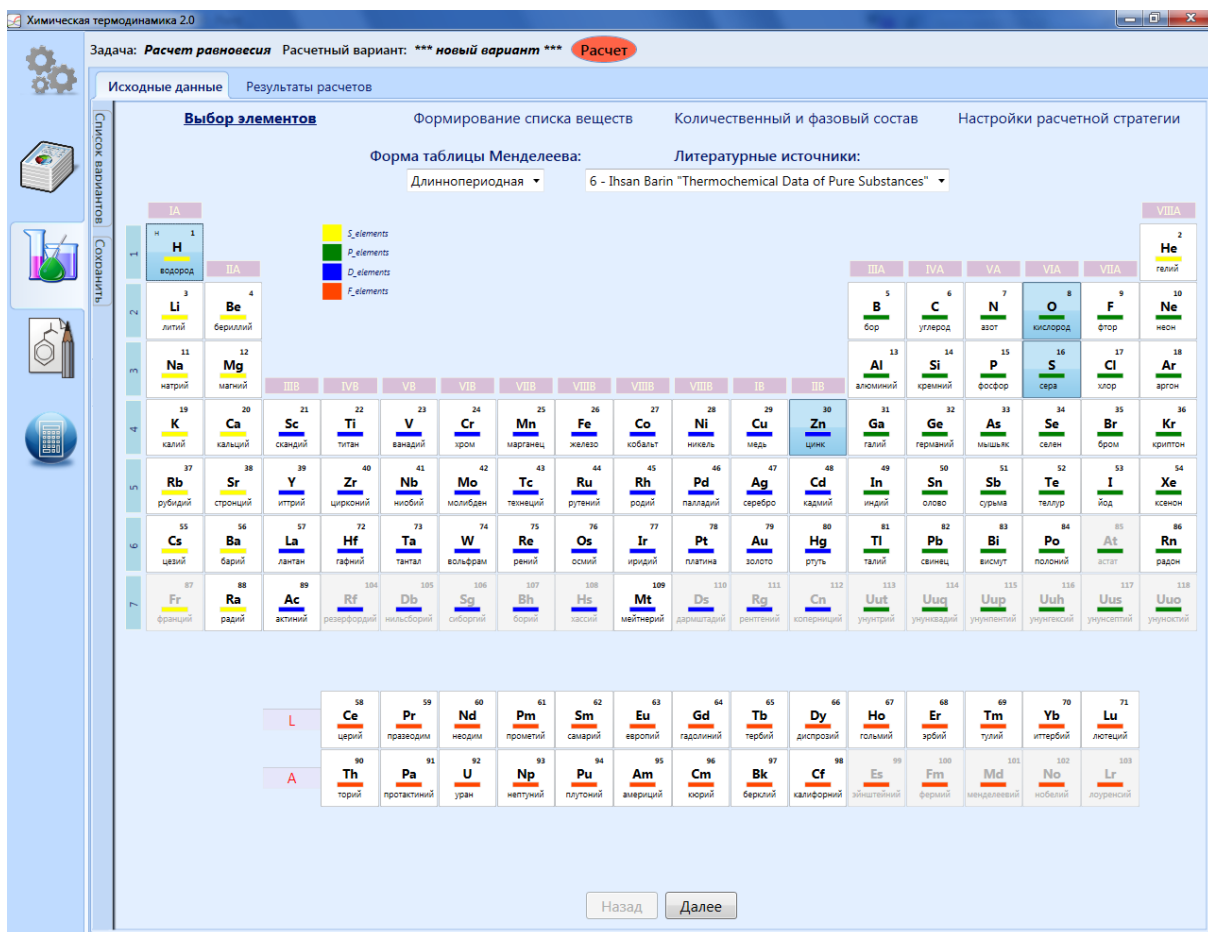 Химическая термодинамика 2.0
Задача: Расчет равновесия Расчетный вариант: *** новый вариант *** Расчет
Исходные данные Результаты расчетов
Список вариантов
Сохранить
Выбор элементов Формирование списка веществ Количественный и фазовый состав Настройки расчетной стратегии
Форма таблицы Менделеева: Литературные источники:
Длиннопериодная 6 - Ihsan Barin "Thermochemical Data of Pure Substances"
IA VIIIA
S_elements
P_elements
D_elements
F_elements
1
H 1 2
H He
водород гелий
IIA IIIA IVA VA VIA VIIA
2
3 4 5 6 7 8 9 10
Li Be B C N O F Ne
литий бериллий бор углерод азот кислород фтор неон
3
11 12 13 14 15 16 17 18
Na Mg Al Si P S Cl Ar
натрий магний алюминий кремний фосфор сера хлор аргон
IIIB IVB VB VIB VIIB VIIIB VIIIB VIIIB IB IIB
4
19 20 21 22 23 24 25 26 27 28 29 30 31 32 33 34 35 36
K Ca Sc Ti V Cr Mn Fe Co Ni Cu Zn Ga Ge As Se Br Kr
калий кальций скандий титан ванадий хром марганец железо кобальт никель медь цинк галий германий мышьяк селен бром криптон
5
37 38 39 40 41 42 43 44 45 46 47 48 49 50 51 52 53 54
Rb Sr Y Zr Nb Mo Tc Ru Rh Pd Ag Cd In Sn Sb Te I Xe
рубидий стронций иттрий цирконий ниобий молибден технеций рутений родий палладий серебро кадмий индий олово сурьма теллур йод ксенон
6
55 56 57 72 73 74 75 76 77 78 79 80 81 82 83 84 85 86
Cs Ba La Hf Ta W Re Os Ir Pt Au Hg Tl Pb Bi Po At Rn
цезий барий лантан гафний тантал вольфрам рений осмий иридий платина золото ртуть талий свинец висмут полоний астат радон
7
87 88 89 104 105 106 107 108 109 110 111 112 113 114 115 116 117 118
Fr Ra Ac Rf Db Sg Bh Hs Mt Ds Rg Cn Uut Uuq Uup Uuh Uus Uuo
франций радий актиний резерфордий нильсборий сиборгий борий хассий мейтнерий дармштадий рентгений коперниций унунтрий унунквадий унунпентий унунгексий унунсептий унуноктий
L
58 59 60 61 62 63 64 65 66 67 68 69 70 71
Ce Pr Nd Pm Sm Eu Gd Tb Dy Ho Er Tm Yb Lu
церий празеодим неодим прометий самарий европий гадолиний тербий диспрозий гольмий эрбий тулий иттербий лютеций
A
90 91 92 93 94 95 96 97 98 99 100 101 102 103
Th Pa U Np Pu Am Cm Bk Cf Es Fm Md No Lr
торий протактиний уран нептуний плутоний америций кюрий берклий калифорний эйнштейний фермий менделеевий нобелий лоуренсий
Назад Далее